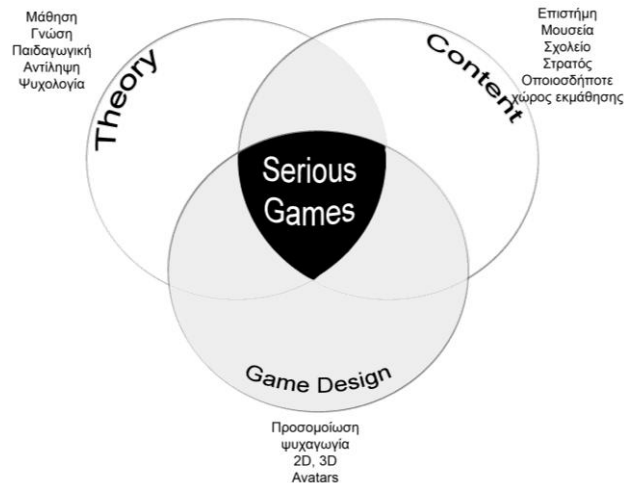 Μάθηση
Γνώση
Παιδαγωγική
Αντίληψη
Ψυχολογία
Theory
Επιστήμη
Μουσεία
Σχολείο
Στρατός
Οποιοσδήποτε
χώρος εκμάθησης
Content
Serious
Games
Game Design
Προσομοίωση
ψυχαγωγία
2D, 3D
Avatars